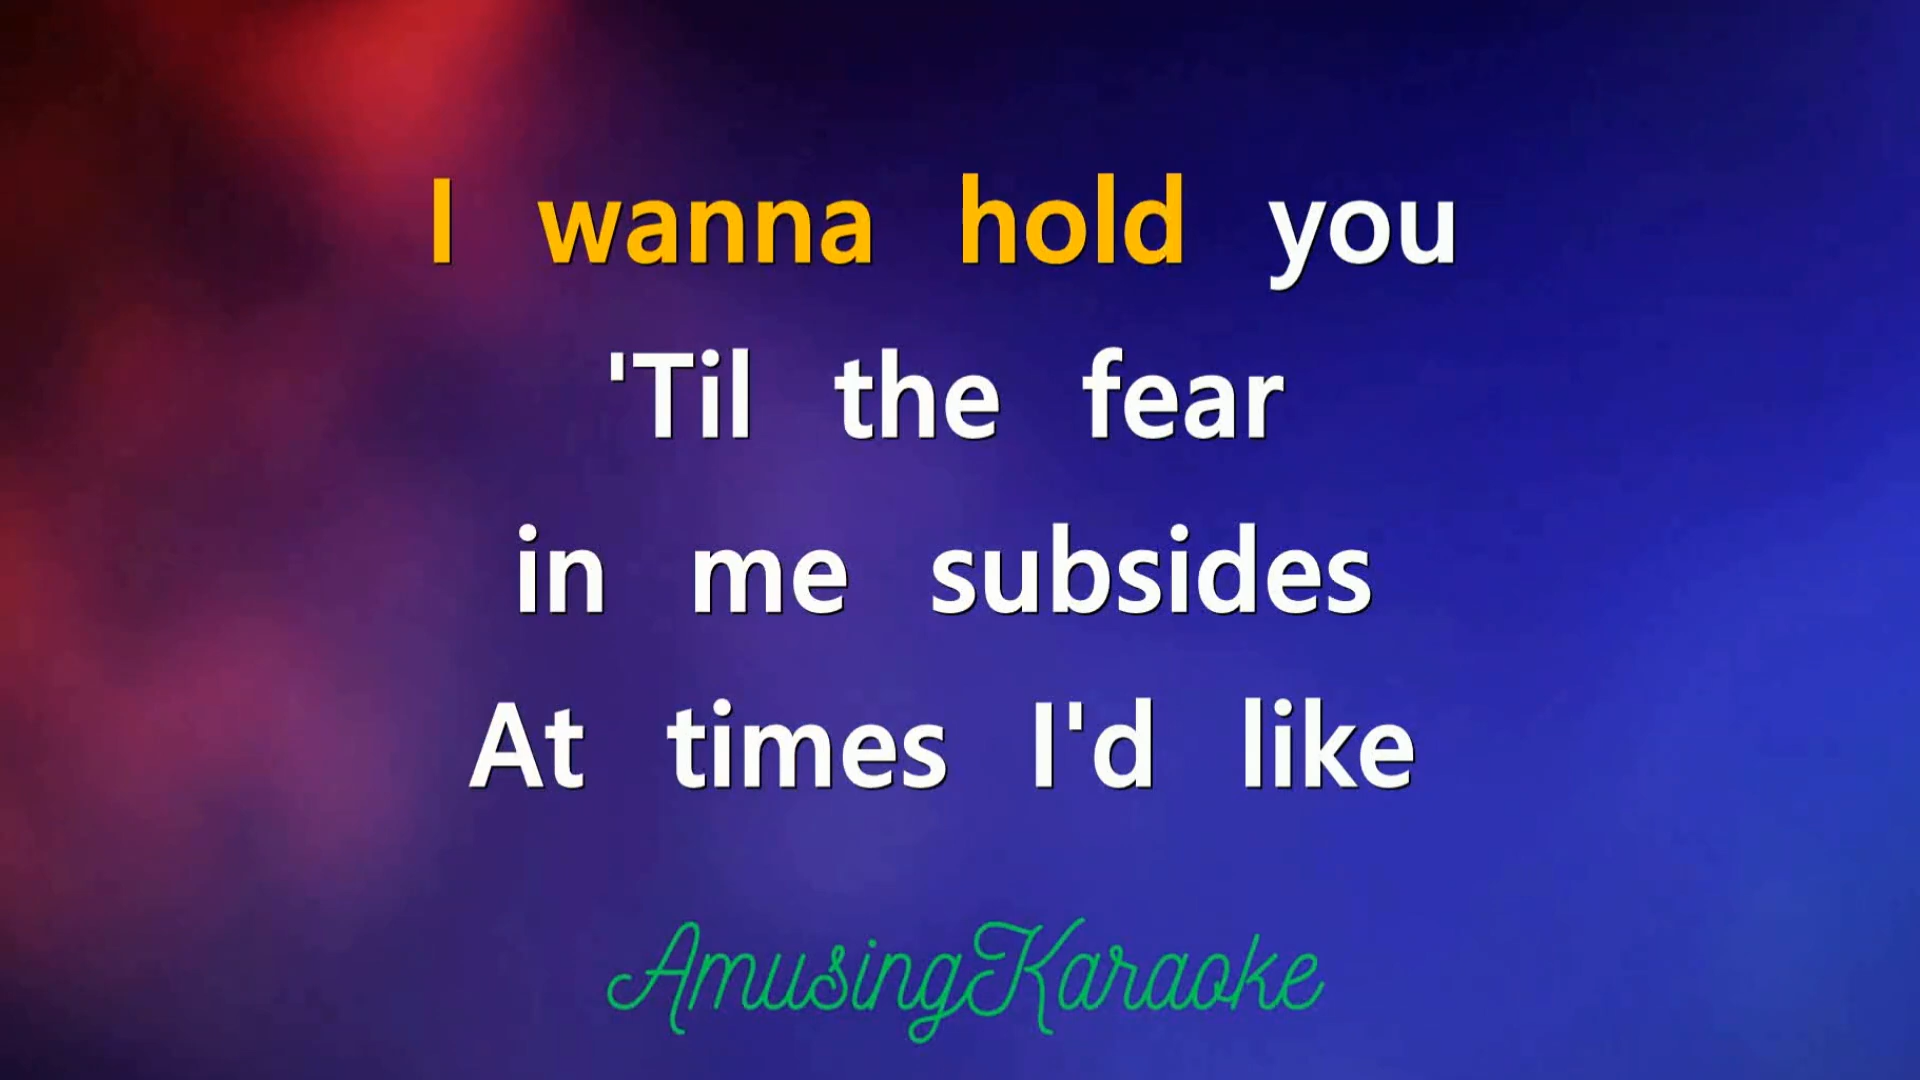 I wanna hold you
'Til the fear
in me subsides
At times I'd like
AmusingKaraoke